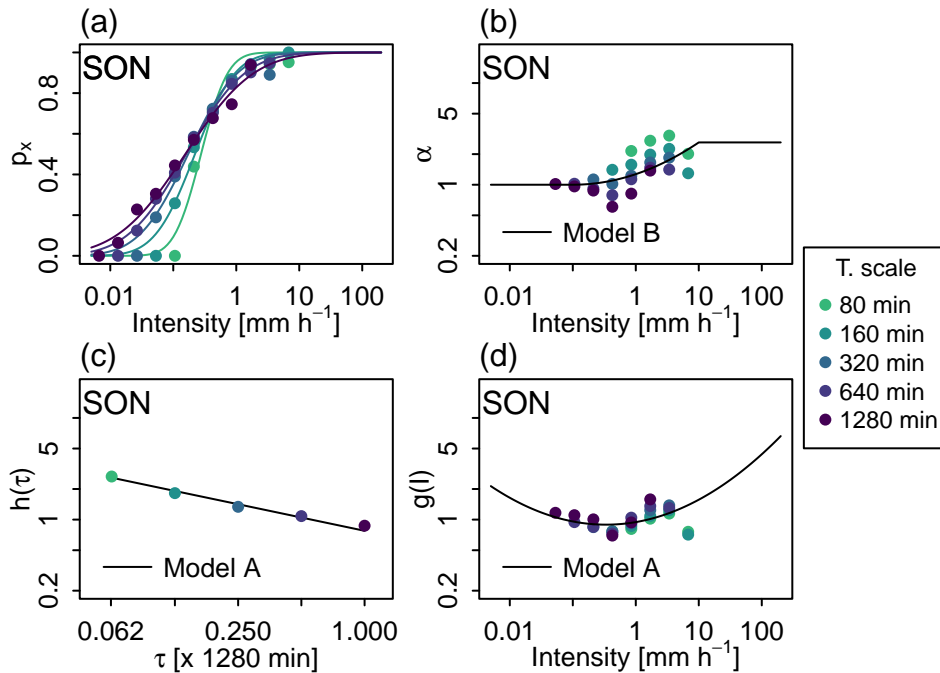 (a)
SON
0.0 0.4 0.8
p_x
0.01 1 10 100
Intensity [mm h⁻¹]
(b)
SON
0.2 1 5
α
Model B
0.01 1 10 100
Intensity [mm h⁻¹]
T. scale
80 min
160 min
320 min
640 min
1280 min
(c)
SON
0.2 1 5
h(τ)
Model A
0.062 0.250 1.000
τ [x 1280 min]
(d)
SON
0.2 1 5
g(I)
Model A
0.01 1 10 100
Intensity [mm h⁻¹]